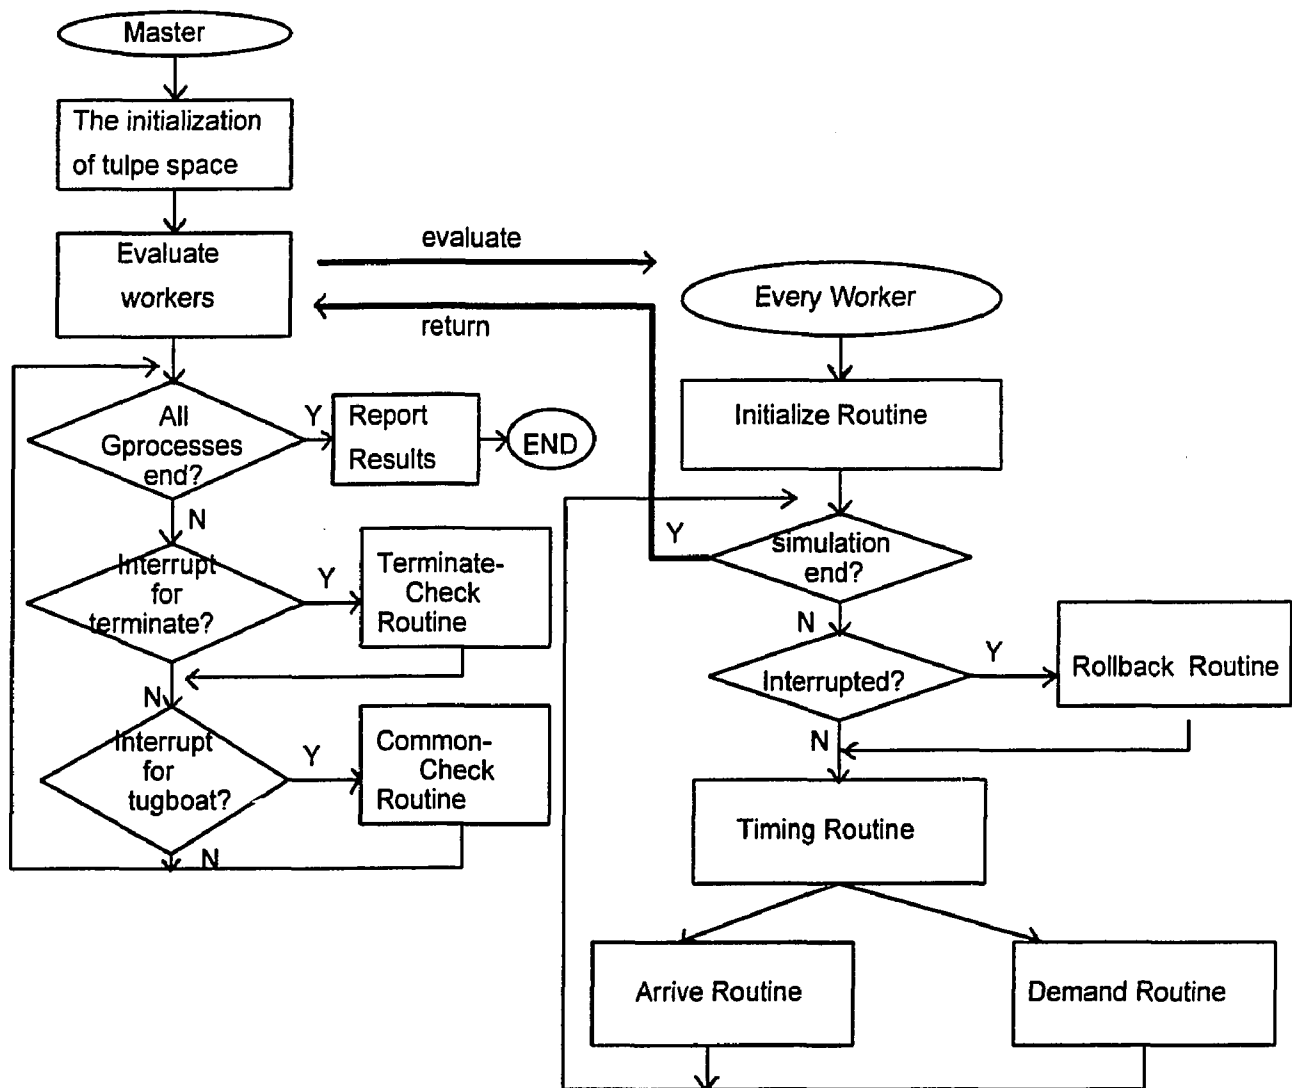 Master
The initialization
of tulpe space
Evaluate
workers
evaluate
return
All
Gprocesses
end?
Y
Report
Results
END
N
Interrupt
for
terminate?
Y
Terminate-
Check
Routine
N
Interrupt
for
tugboat?
Y
Common-
Check
Routine
N
Every Worker
Initialize Routine
simulation
end?
Y
N
Interrupted?
Y
Rollback Routine
N
Timing Routine
Arrive Routine
Demand Routine